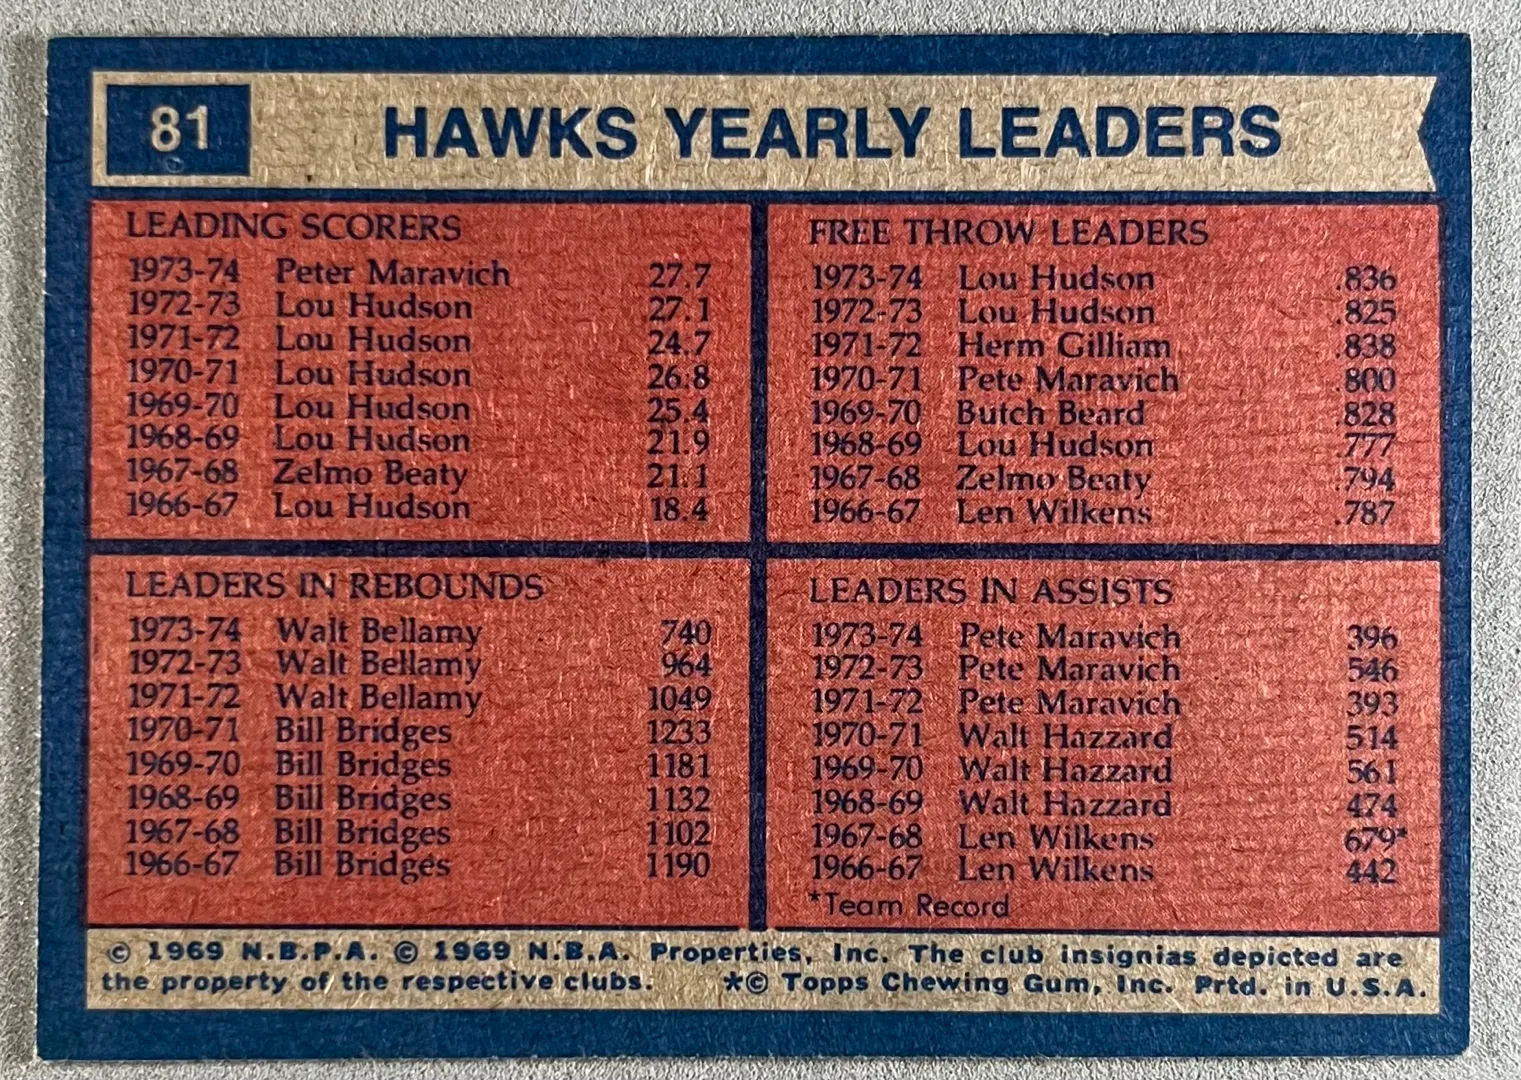 81
HAWKS YEARLY LEADERS
LEADING SCORERS
1973-74 Peter Maravich 27.7
1972-73 Lou Hudson 27.1
1971-72 Lou Hudson 24.7
1970-71 Lou Hudson 26.8
1969-70 Lou Hudson 25.4
1968-69 Lou Hudson 21.9
1967-68 Zelmo Beaty 21.1
1966-67 Lou Hudson 18.4
FREE THROW LEADERS
1973-74 Lou Hudson .836
1972-73 Lou Hudson .825
1971-72 Herm Gilliam .838
1970-71 Pete Maravich .800
1969-70 Butch Beard .828
1968-69 Lou Hudson .777
1967-68 Zelmo Beaty .794
1966-67 Len Wilkens .787
LEADERS IN REBOUNDS
1973-74 Walt Bellamy 740
1972-73 Walt Bellamy 964
1971-72 Walt Bellamy 1049
1970-71 Bill Bridges 1233
1969-70 Bill Bridges 1181
1968-69 Bill Bridges 1132
1967-68 Bill Bridges 1102
1966-67 Bill Bridges 1190
LEADERS IN ASSISTS
1973-74 Pete Maravich 396
1972-73 Pete Maravich 546
1971-72 Pete Maravich 393
1970-71 Walt Hazzard 514
1969-70 Walt Hazzard 561
1968-69 Walt Hazzard 474
1967-68 Len Wilkens 679*
1966-67 Len Wilkens 442
*Team Record
© 1969 N.B.P.A. © 1969 N.B.A. Properties, Inc. The club insignias depicted are
the property of the respective clubs. *© Topps Chewing Gum, Inc. Prtd. in U.S.A.